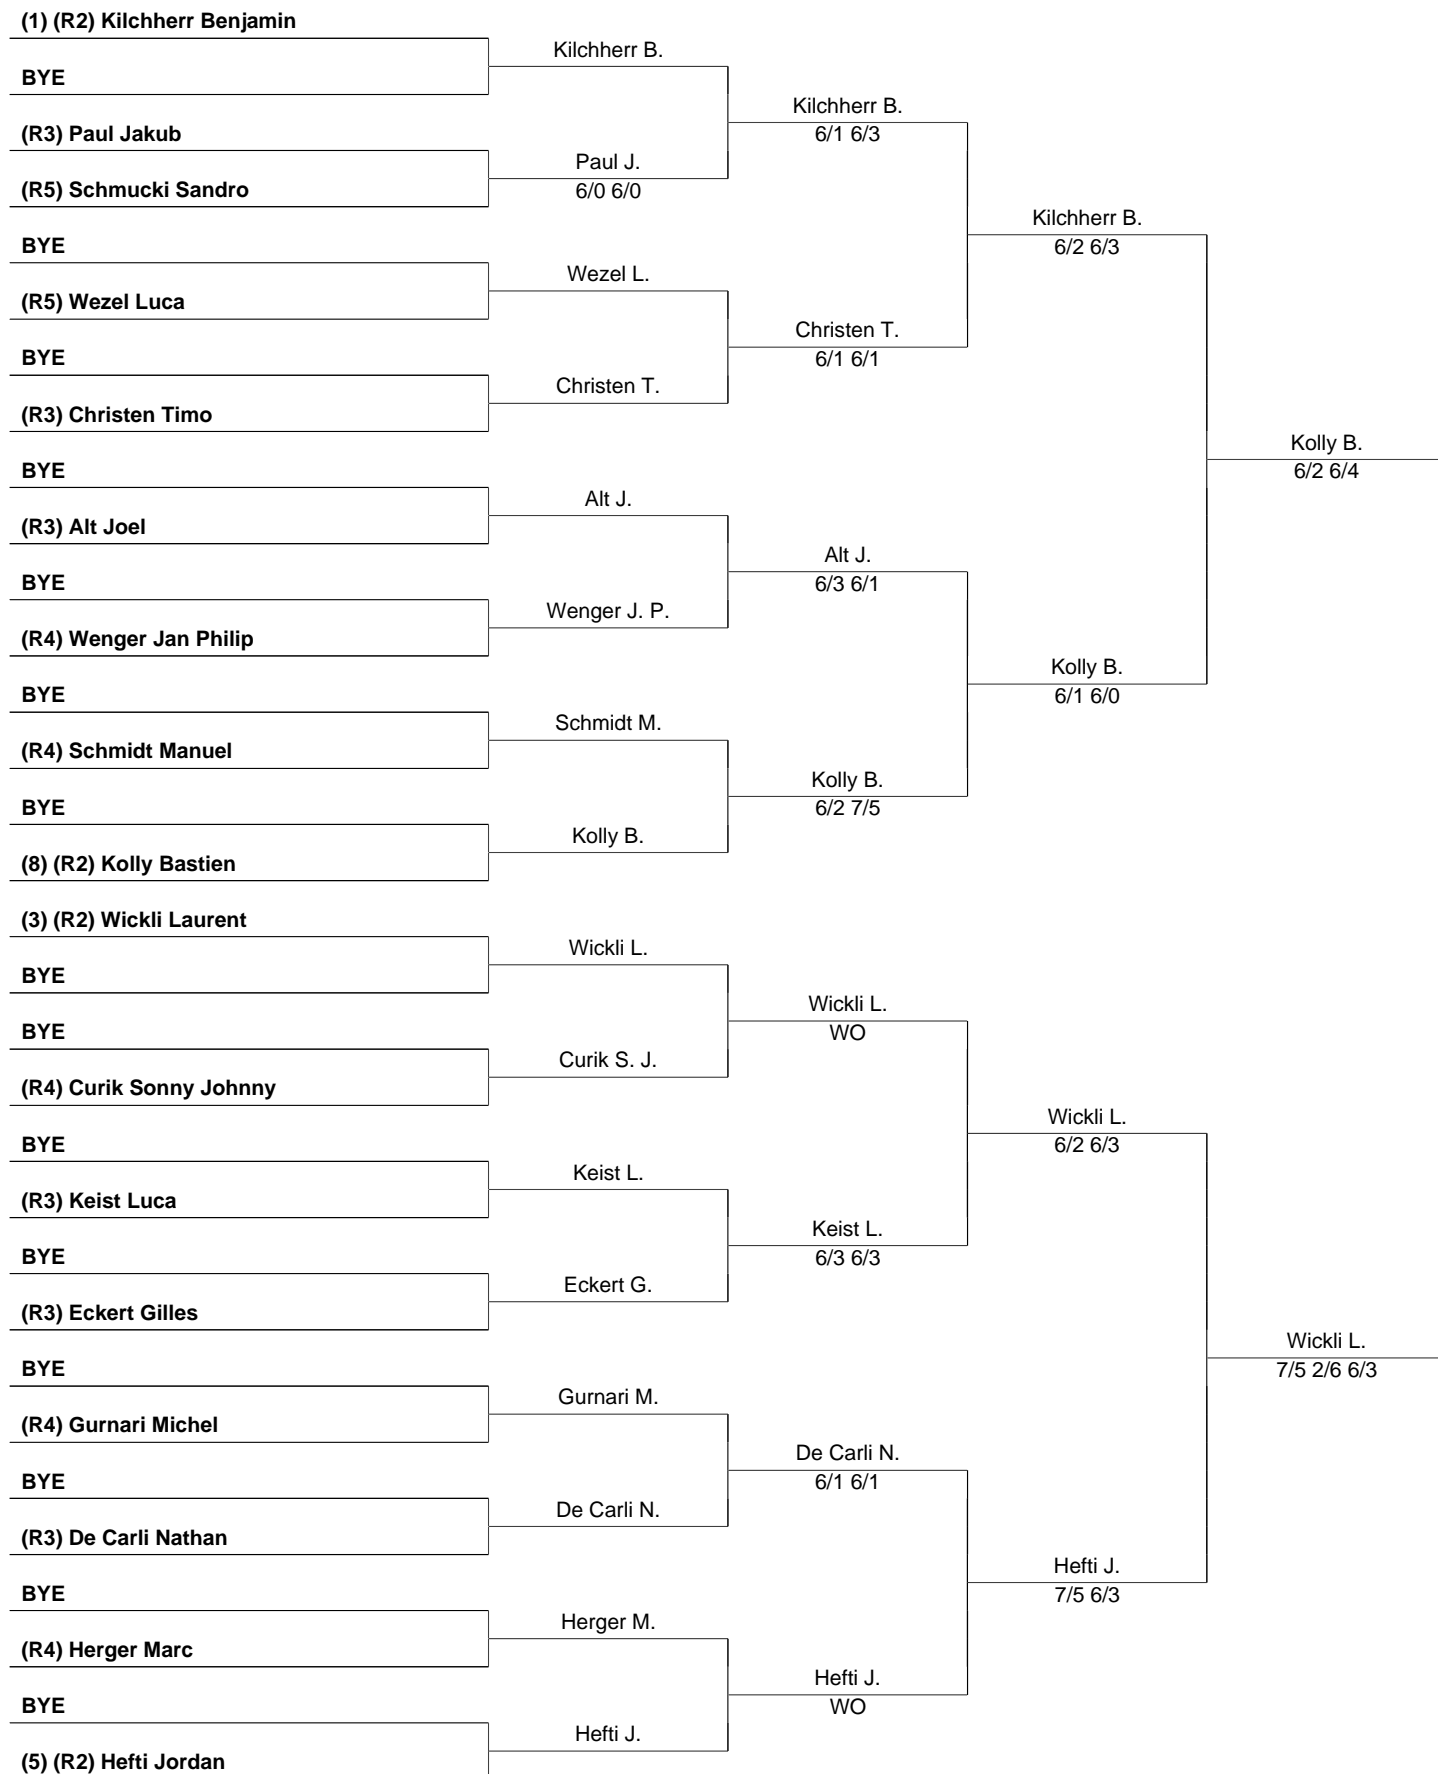 (1) (R2) Kilchherr Benjamin
Kilchherr B.
BYE
Kilchherr B.
6/1 6/3
(R3) Paul Jakub
Paul J.
6/0 6/0
(R5) Schmucki Sandro
Kilchherr B.
6/2 6/3
BYE
Wezel L.
(R5) Wezel Luca
Christen T.
6/1 6/1
BYE
Christen T.
(R3) Christen Timo
Kolly B.
6/2 6/4
BYE
Alt J.
(R3) Alt Joel
Alt J.
6/3 6/1
BYE
Wenger J. P.
(R4) Wenger Jan Philip
Kolly B.
6/1 6/0
BYE
Schmidt M.
(R4) Schmidt Manuel
Kolly B.
6/2 7/5
BYE
Kolly B.
(8) (R2) Kolly Bastien
(3) (R2) Wickli Laurent
Wickli L.
BYE
Wickli L.
WO
BYE
Curik S. J.
(R4) Curik Sonny Johnny
Wickli L.
6/2 6/3
BYE
Keist L.
(R3) Keist Luca
Keist L.
6/3 6/3
BYE
Eckert G.
(R3) Eckert Gilles
Wickli L.
7/5 2/6 6/3
BYE
Gurnari M.
(R4) Gurnari Michel
De Carli N.
6/1 6/1
BYE
De Carli N.
(R3) De Carli Nathan
Hefti J.
7/5 6/3
BYE
Herger M.
(R4) Herger Marc
Hefti J.
WO
BYE
Hefti J.
(5) (R2) Hefti Jordan